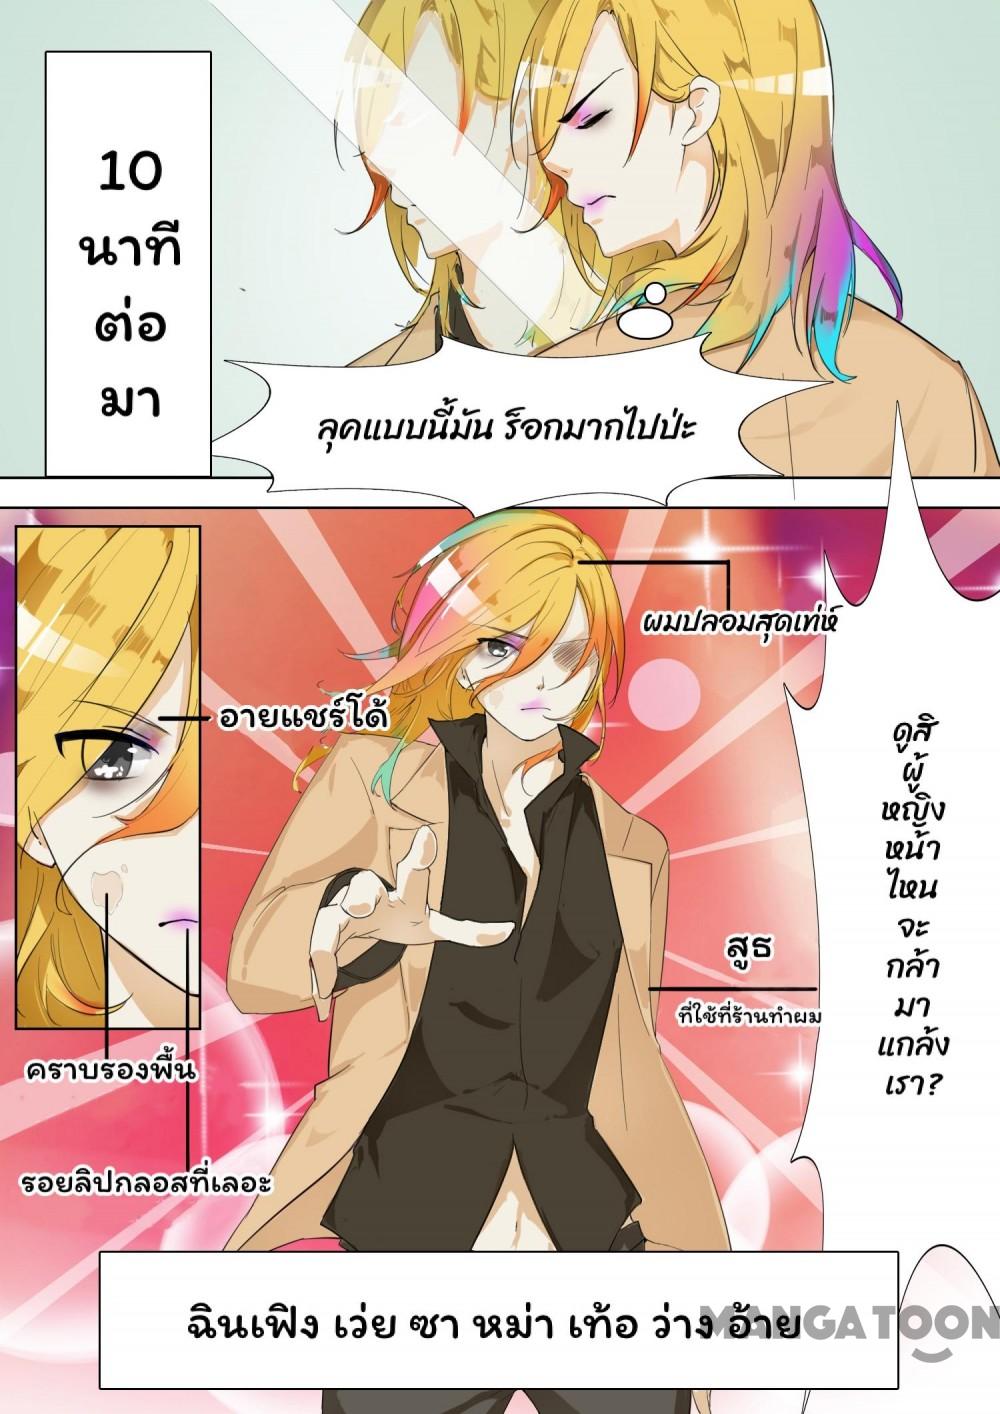 10
นาที
ต่อ
มา
ลุคแบบนี้มัน ร็อกมากไปป่ะ
ผมปลอมสุดเท่ห์
อายแชร์โด้
ดูสิ
ผู้
หญิง
หน้า
ไหน
จะ
กล้า
มา
แกล้ง
เรา?
สูธ
ที่ใช้ที่ร้านทำผม
คราบรองพื้น
รอยลิปกลอสที่เลอะ
ฉินเฟิง เว่ย ซา หม่า เท้อ ว่าง อ้าย
MANGATOON